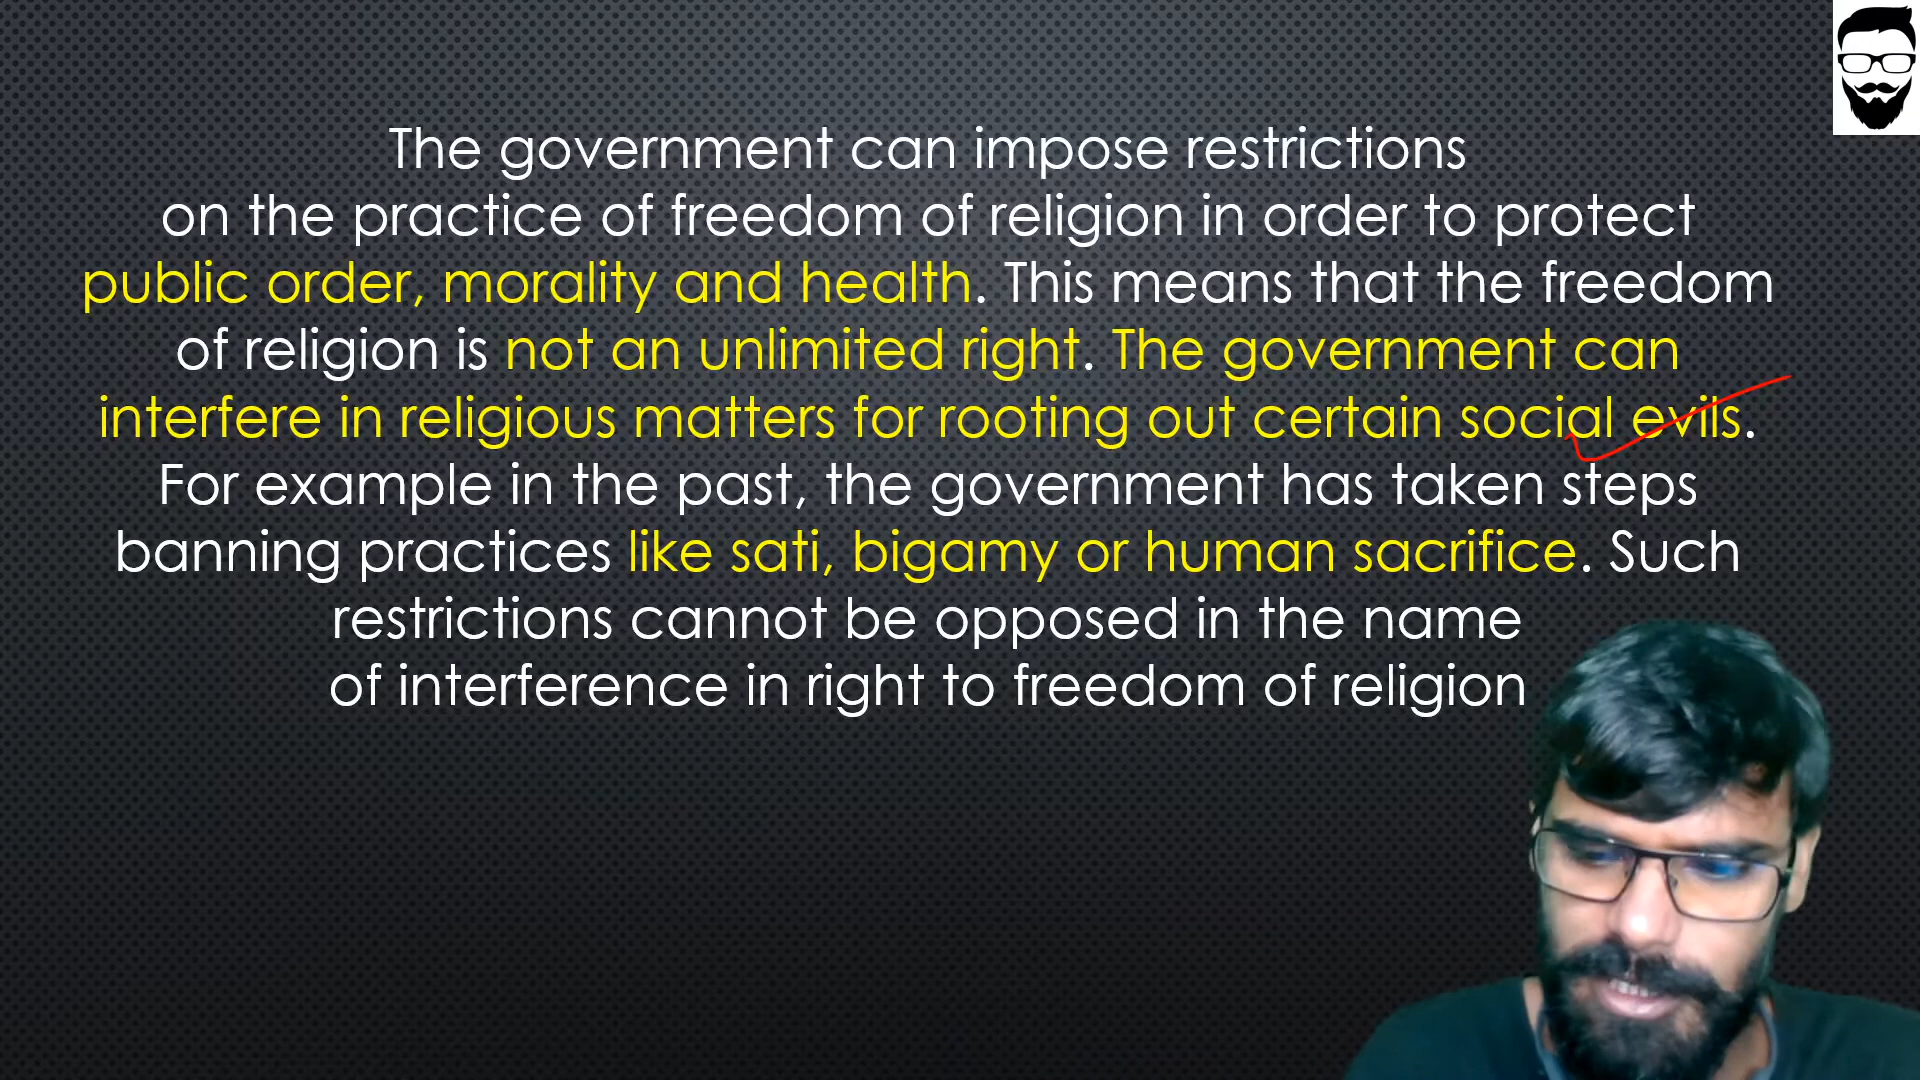 The government can impose restrictions
on the practice of freedom of religion in order to protect
public order, morality and health. This means that the freedom
of religion is not an unlimited right. The government can
interfere in religious matters for rooting out certain social evils.
For example in the past, the government has taken steps
banning practices like sati, bigamy or human sacrifice. Such
restrictions cannot be opposed in the name
of interference in right to freedom of religion